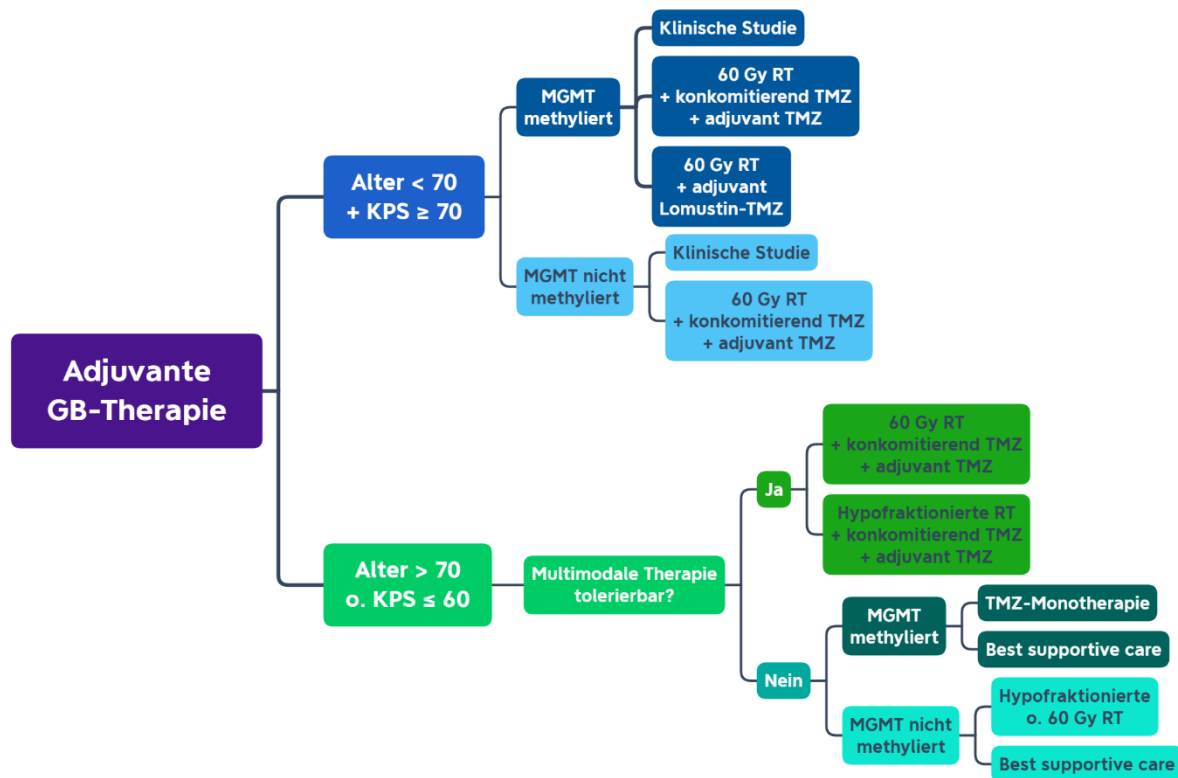 Adjuvante
GB-Therapie
Alter < 70
+ KPS ≥ 70
MGMT
methyliert
Klinische Studie
60 Gy RT
+ konkomitierend TMZ
+ adjuvant TMZ
60 Gy RT
+ adjuvant
Lomustin-TMZ
MGMT nicht
methyliert
Klinische Studie
60 Gy RT
+ konkomitierend TMZ
+ adjuvant TMZ
Alter > 70
o. KPS ≤ 60
Multimodale Therapie
tolerierbar?
Ja
60 Gy RT
+ konkomitierend TMZ
+ adjuvant TMZ
Hypofraktionierte RT
+ konkomitierend TMZ
+ adjuvant TMZ
Nein
MGMT
methyliert
TMZ-Monotherapie
Best supportive care
MGMT nicht
methyliert
Hypofraktionierte
o. 60 Gy RT
Best supportive care